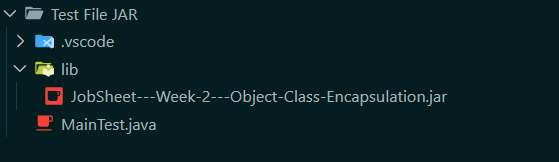 Test File JAR
.vscode
lib
JobSheet---Week-2---Object-Class-Encapsulation.jar
MainTest.java